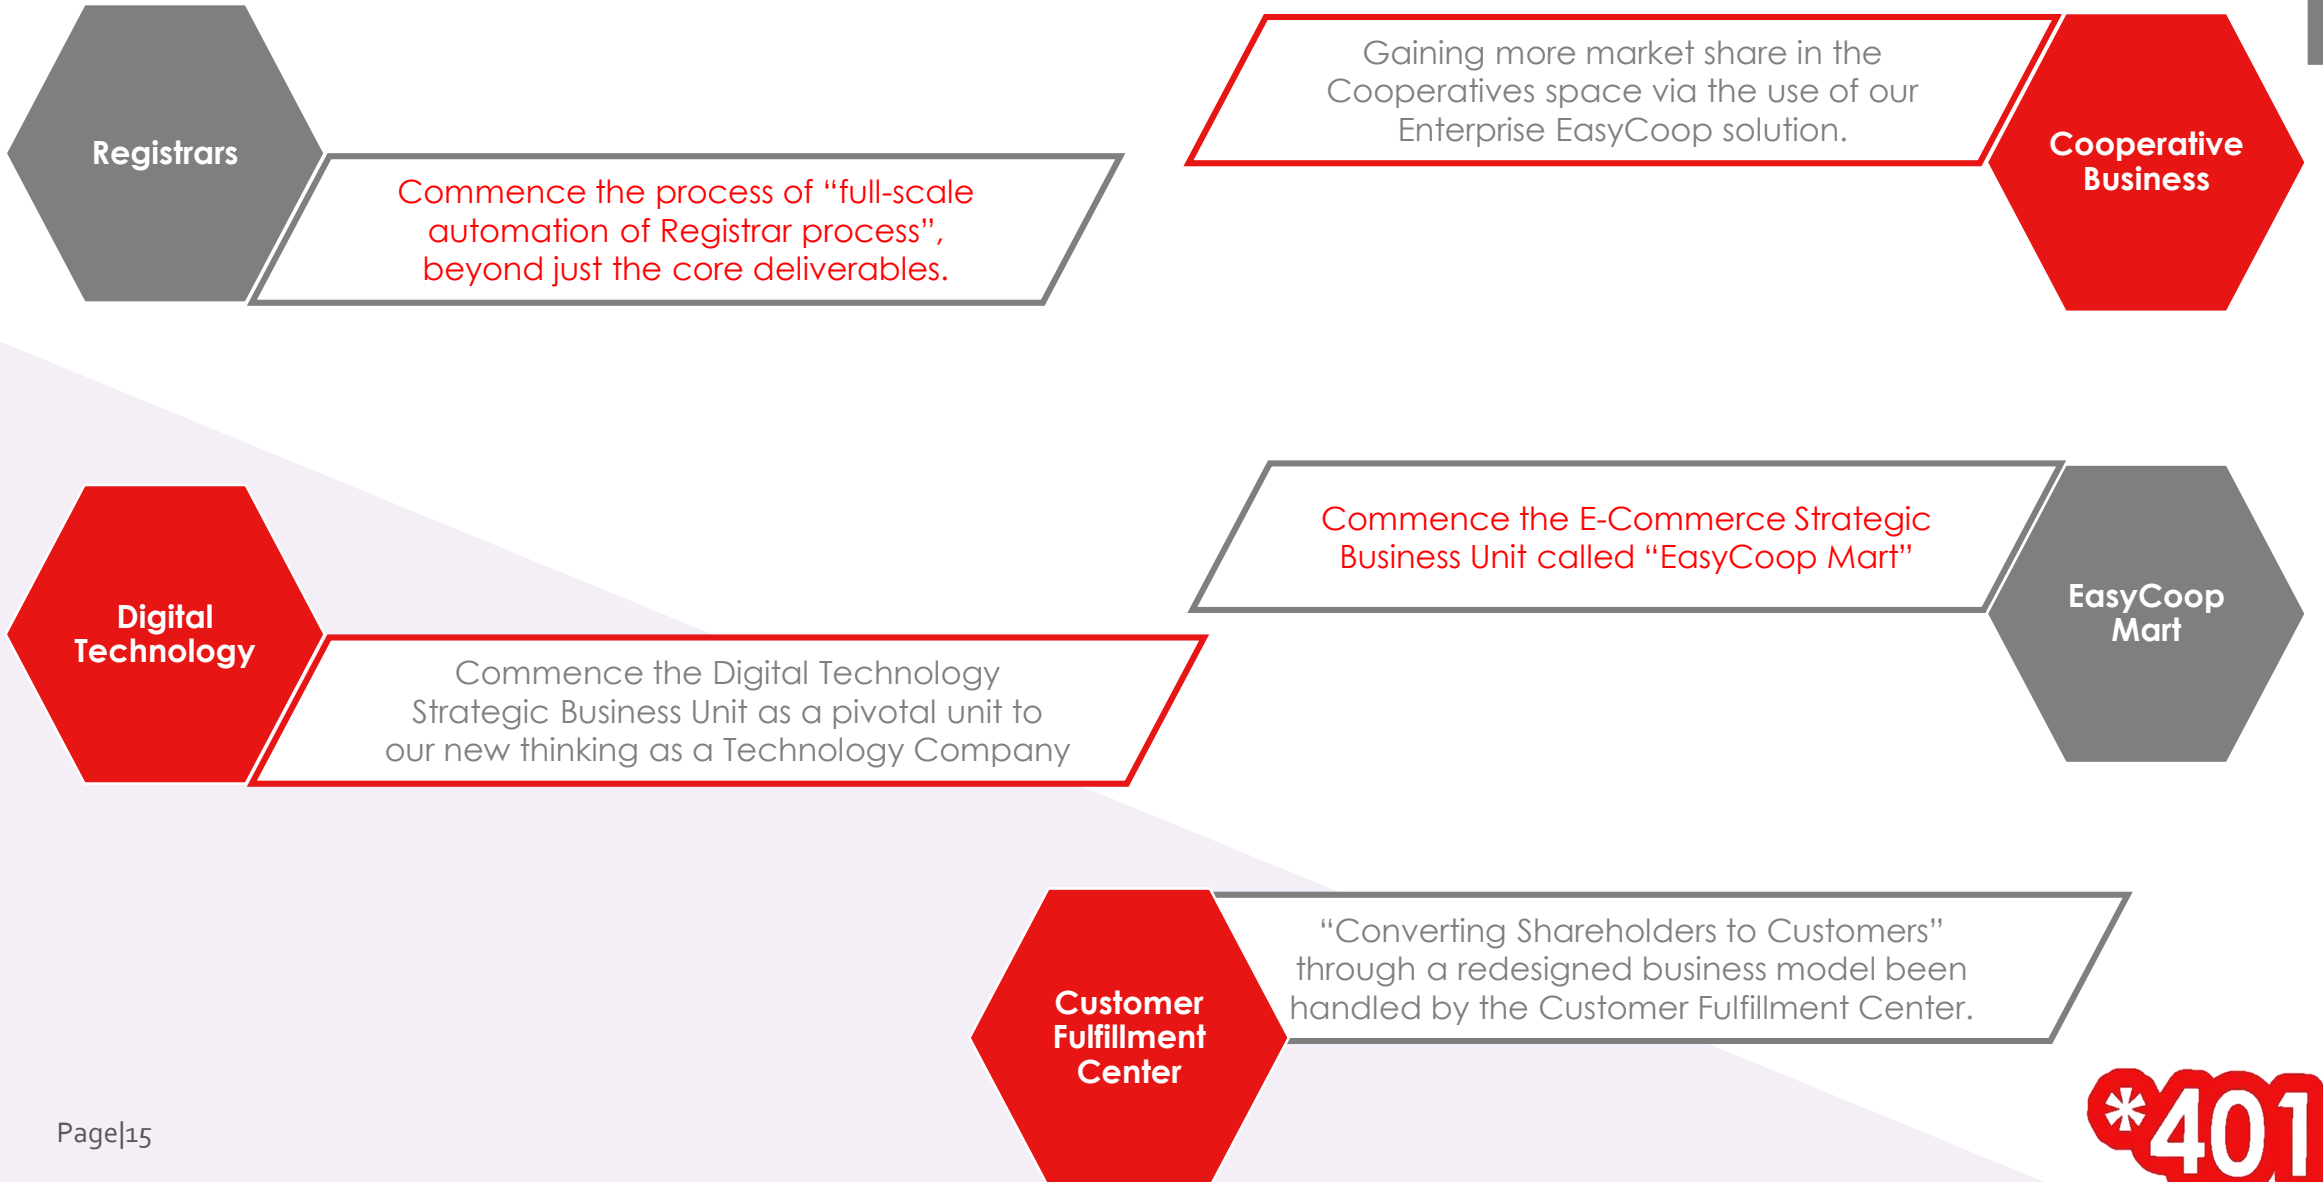 Registrars
Commence the process of “full-scale
automation of Registrar process”,
beyond just the core deliverables.
Gaining more market share in the
Cooperatives space via the use of our
Enterprise EasyCoop solution.
Cooperative
Business
Digital
Technology
Commence the Digital Technology
Strategic Business Unit as a pivotal unit to
our new thinking as a Technology Company
Commence the E-Commerce Strategic
Business Unit called “EasyCoop Mart”
EasyCoop
Mart
Customer
Fulfillment
Center
“Converting Shareholders to Customers”
through a redesigned business model been
handled by the Customer Fulfillment Center.
Page|15
*401